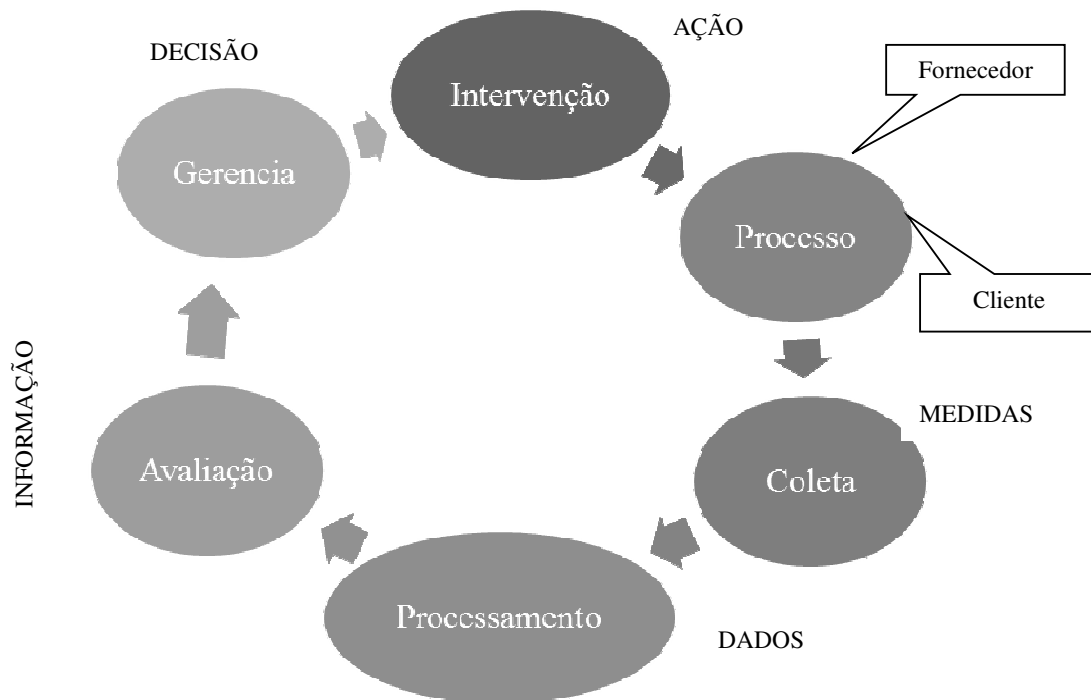 DECISÃO
AÇÃO
Intervenção
Fornecedor
Gerencia
Processo
Cliente
INFORMAÇÃO
MEDIDAS
Avaliação
Coleta
Processamento
DADOS